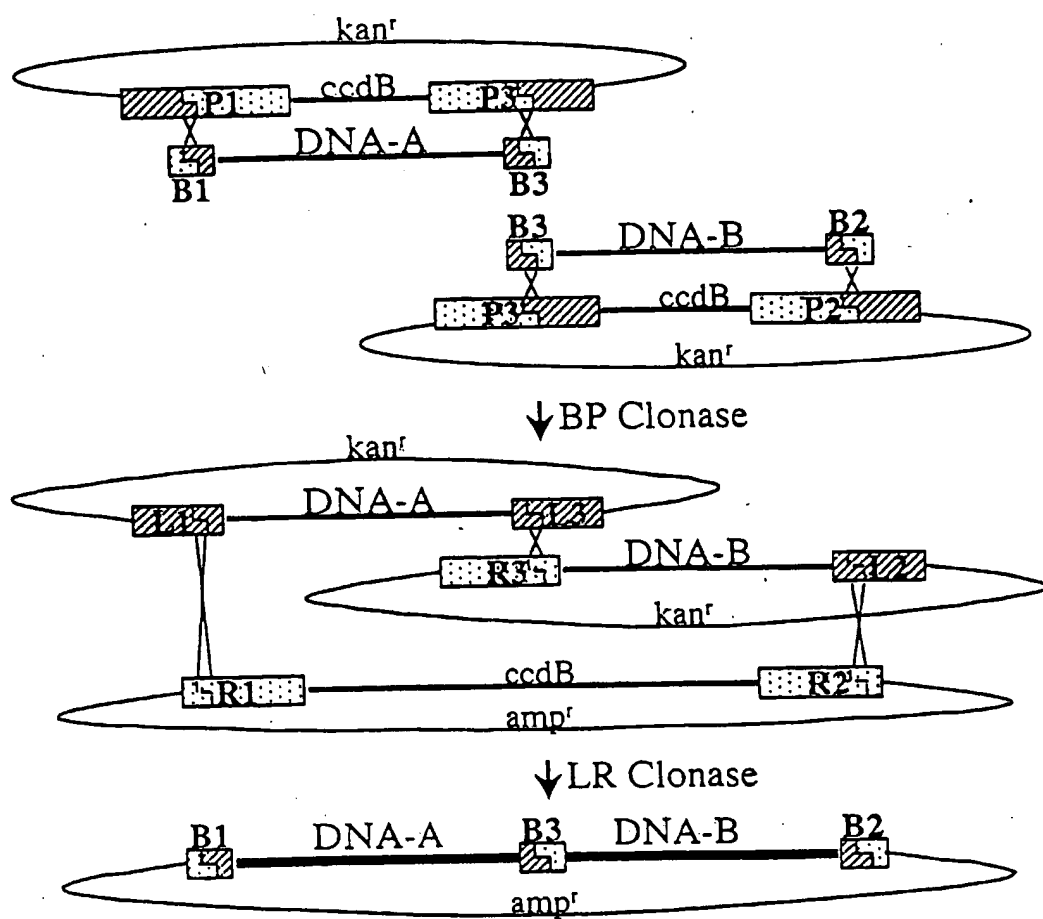 kanʳ
P1 ccdB P3
DNA-A
B1 B3
B3 DNA-B B2
P3 ccdB P2
kanʳ
BP Clonase
kanʳ
L1 DNA-A L3
R3 DNA-B L2
kanʳ
R1 ccdB R2
ampʳ
LR Clonase
B1 DNA-A B3 DNA-B B2
ampʳ